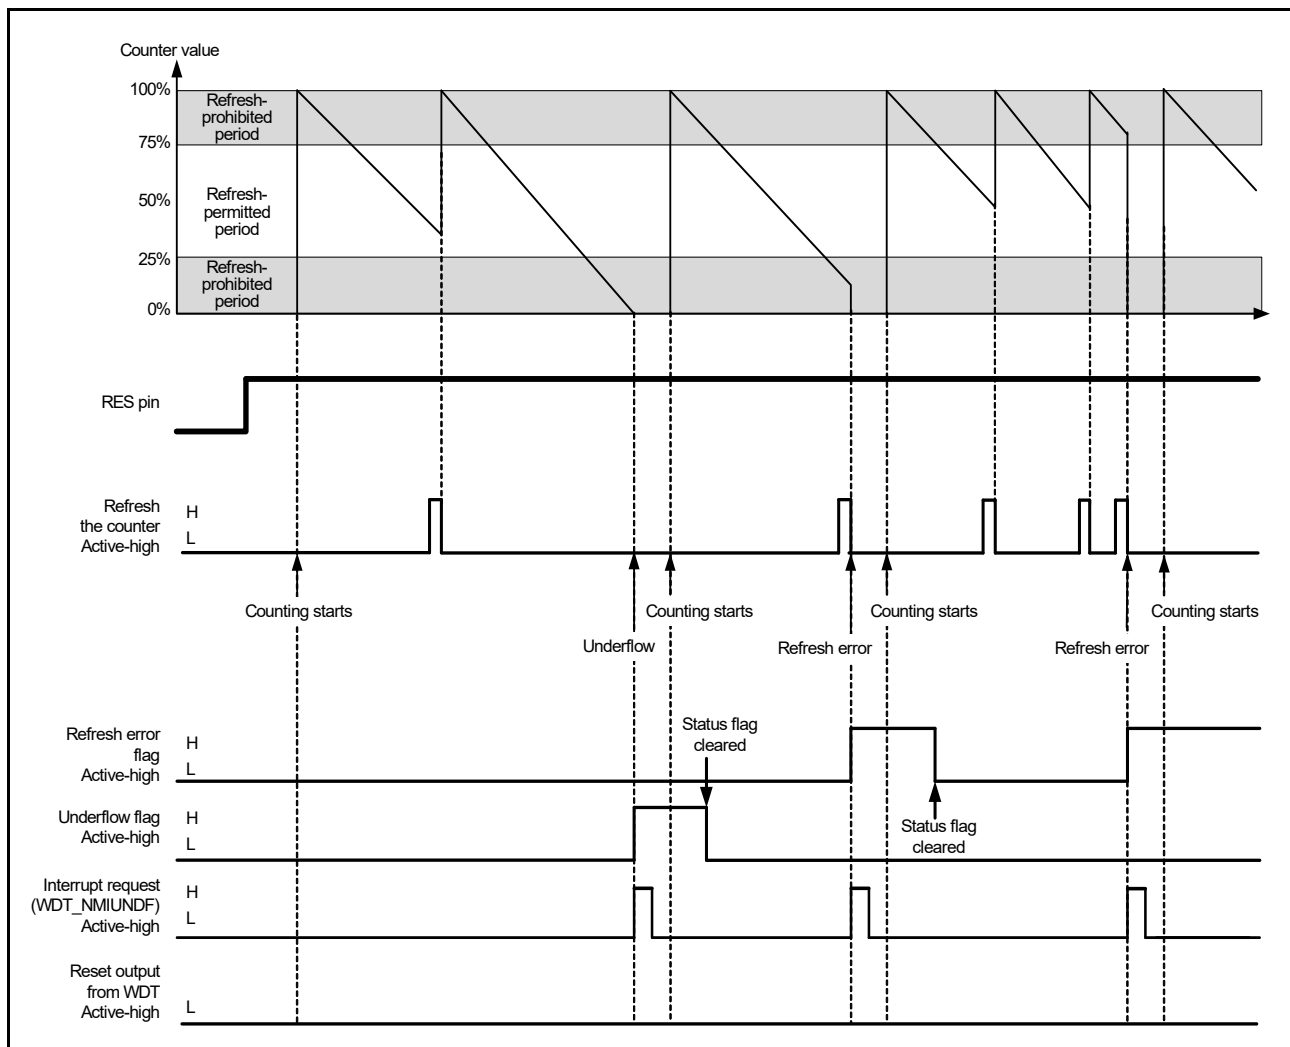 Counter value
100%
Refresh-
prohibited
period
75%
Refresh-
permitted
period
50%
25%
Refresh-
prohibited
period
0%
RES pin
Refresh
the counter
Active-high
H
L
Counting starts
Counting starts
Counting starts
Counting starts
Underflow
Refresh error
Refresh error
Refresh error
flag
Active-high
H
L
Status flag
cleared
Status flag
cleared
Underflow flag
Active-high
H
L
Interrupt request
(WDT_NMIUNDF)
Active-high
H
L
Reset output
from WDT
Active-high
L